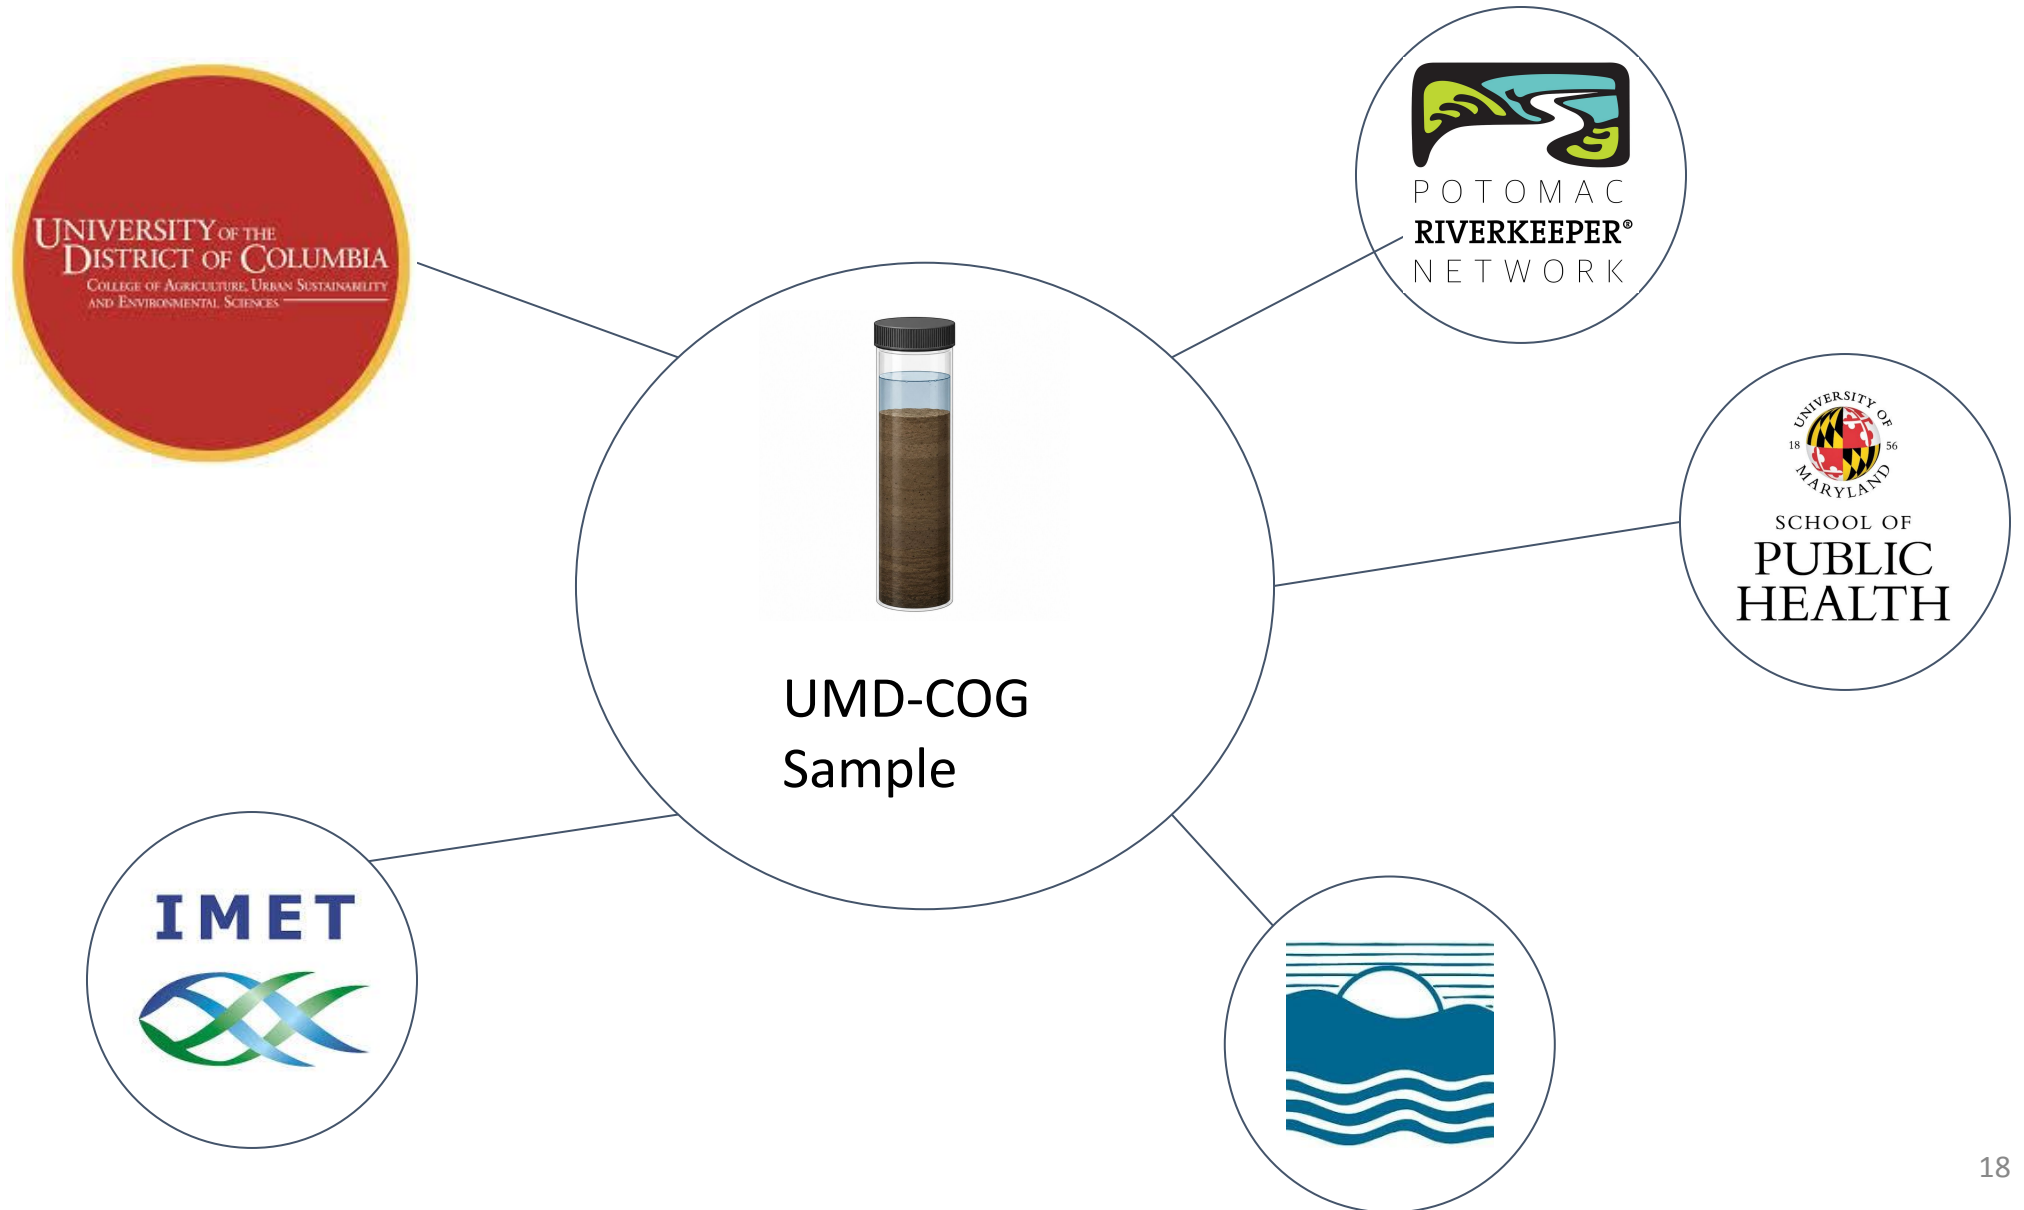 UNIVERSITY OF THE
DISTRICT OF COLUMBIA
COLLEGE OF AGRICULTURE, URBAN SUSTAINABILITY
AND ENVIRONMENTAL SCIENCES
POTOMAC
RIVERKEEPER®
NETWORK
UNIVERSITY OF
18 56
MARYLAND
SCHOOL OF
PUBLIC
HEALTH
UMD-COG
Sample
IMET
18